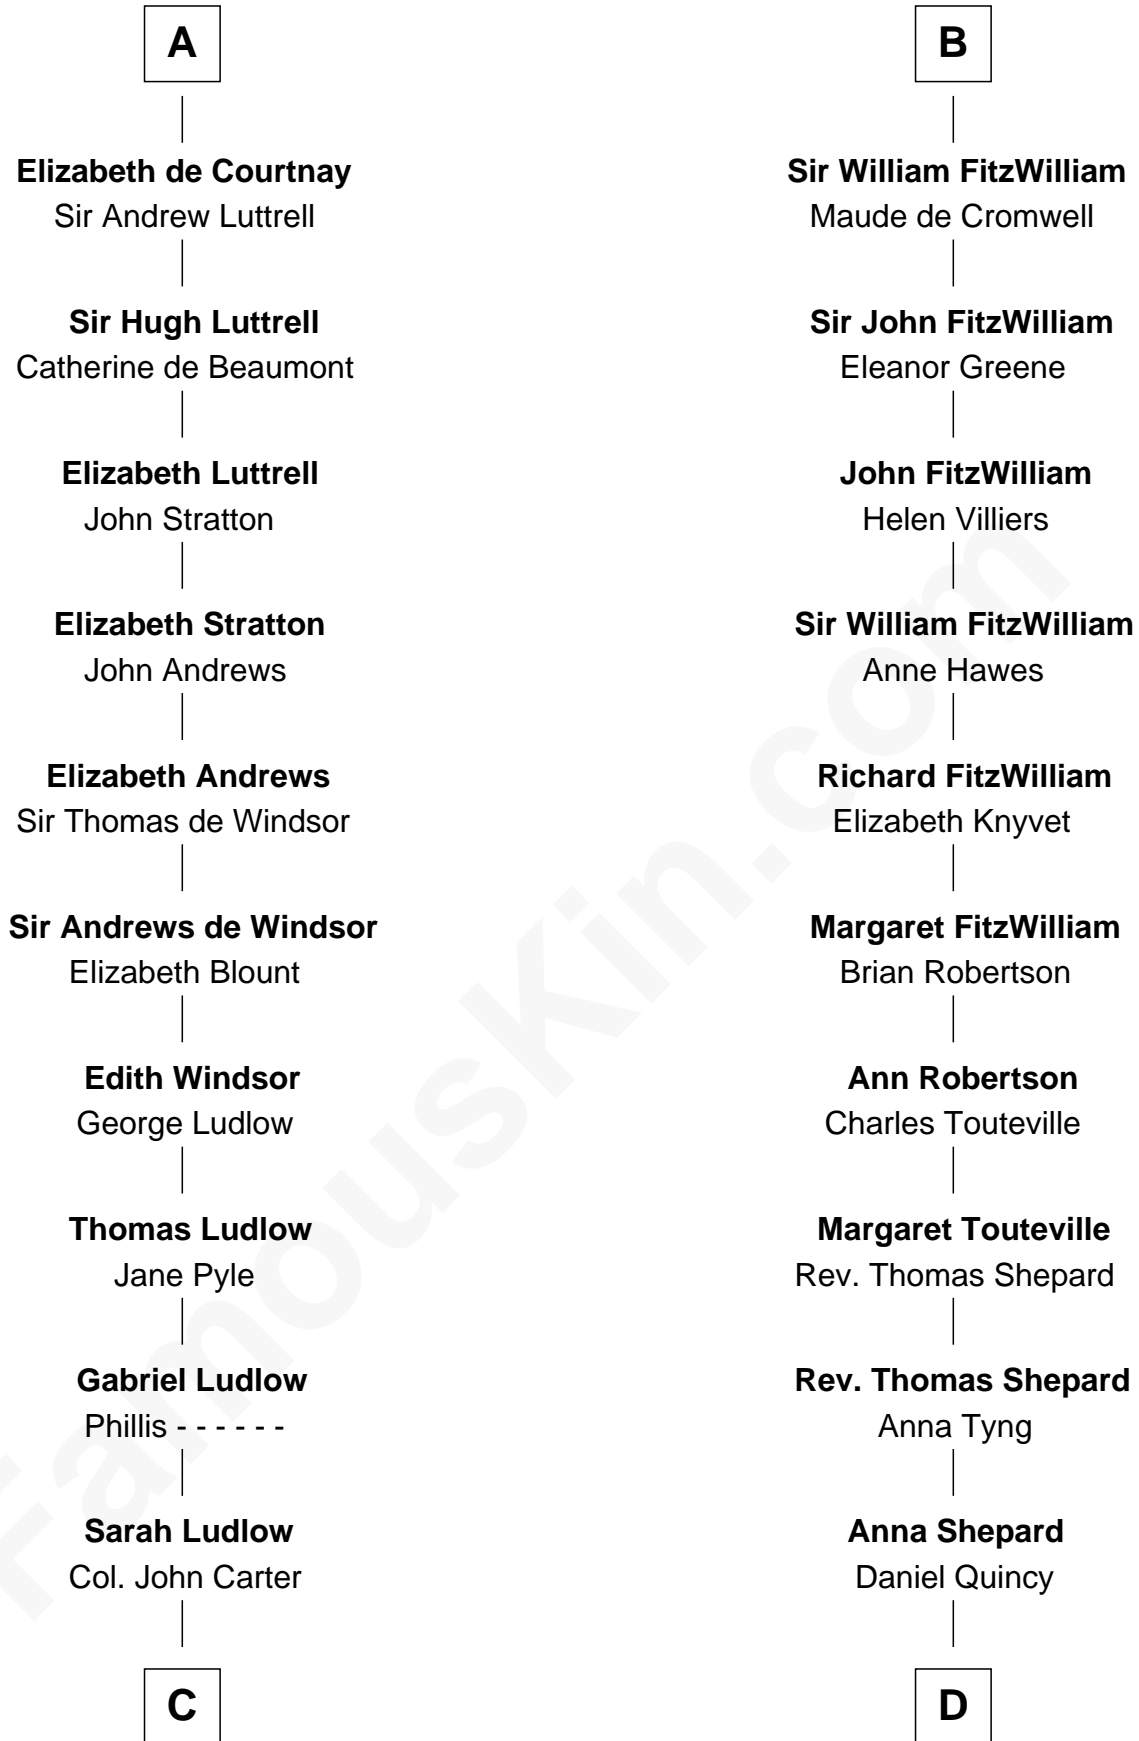 A
Elizabeth de Courtnay
Sir Andrew Luttrell
Sir Hugh Luttrell
Catherine de Beaumont
Elizabeth Luttrell
John Stratton
Elizabeth Stratton
John Andrews
Elizabeth Andrews
Sir Thomas de Windsor
Sir Andrews de Windsor
Elizabeth Blount
Edith Windsor
George Ludlow
Thomas Ludlow
Jane Pyle
Gabriel Ludlow
Phillis - - - - - -
Sarah Ludlow
Col. John Carter
C
B
Sir William FitzWilliam
Maude de Cromwell
Sir John FitzWilliam
Eleanor Greene
John FitzWilliam
Helen Villiers
Sir William FitzWilliam
Anne Hawes
Richard FitzWilliam
Elizabeth Knyvet
Margaret FitzWilliam
Brian Robertson
Ann Robertson
Charles Touteville
Margaret Touteville
Rev. Thomas Shepard
Rev. Thomas Shepard
Anna Tyng
Anna Shepard
Daniel Quincy
D
FamousKin.com